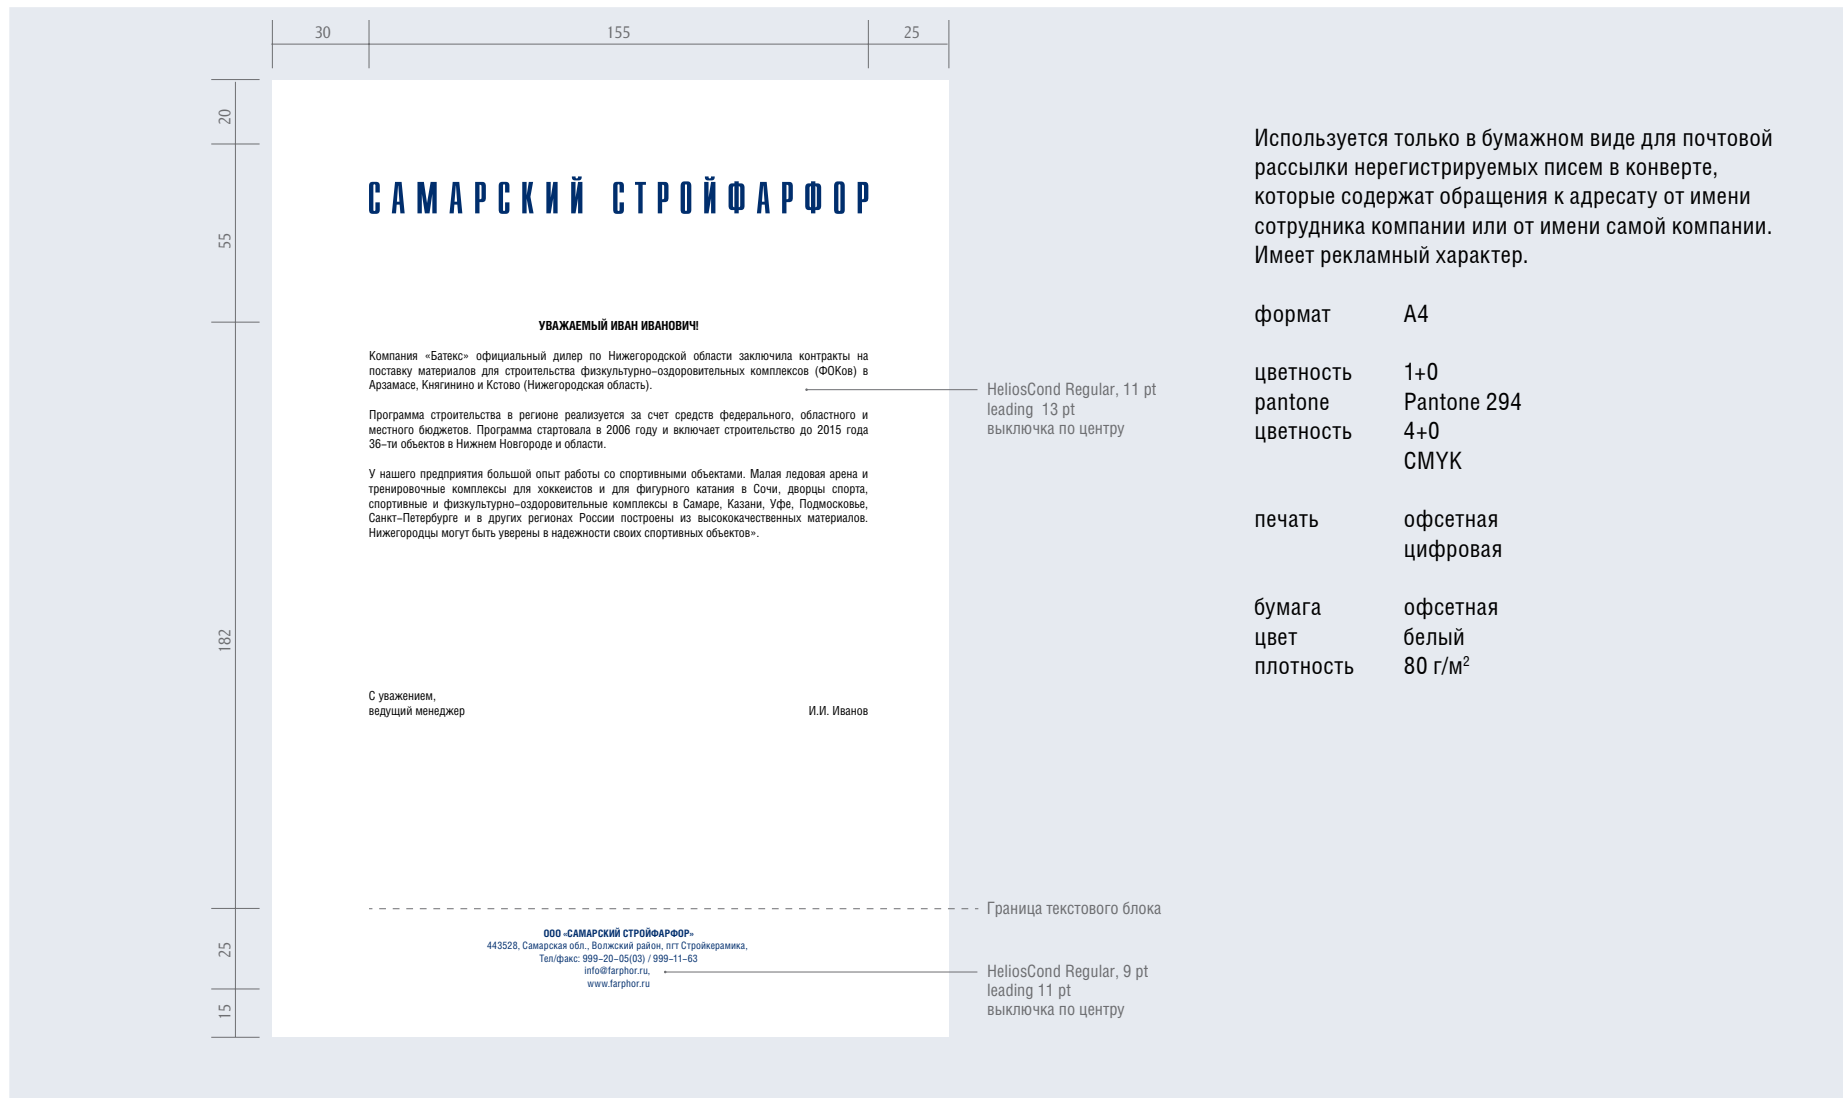 30
155
25
20
55
182
25
15
САМАРСКИЙ СТРОЙФАРФОР
УВАЖАЕМЫЙ ИВАН ИВАНОВИЧ!
Компания «Батекс» официальный дилер по Нижегородской области заключила контракты на
поставку материалов для строительства физкультурно-оздоровительных комплексов (ФОКов) в
Арзамасе, Княгинино и Кстово (Нижегородская область).
Программа строительства в регионе реализуется за счет средств федерального, областного и
местного бюджетов. Программа стартовала в 2006 году и включает строительство до 2015 года
36-ти объектов в Нижнем Новгороде и области.
У нашего предприятия большой опыт работы со спортивными объектами. Малая ледовая арена и
тренировочные комплексы для хоккеистов и для фигурного катания в Сочи, дворцы спорта,
спортивные и физкультурно-оздоровительные комплексы в Самаре, Казани, Уфе, Подмосковье,
Санкт-Петербурге и в других регионах России построены из высококачественных материалов.
Нижегородцы могут быть уверены в надежности своих спортивных объектов».
С уважением,
ведущий менеджер И.И. Иванов
ООО «САМАРСКИЙ СТРОЙФАРФОР»
443528, Самарская обл., Волжский район, пгт Стройкерамика,
Тел/факс: 999-20-05(03) / 999-11-63
info@farphor.ru,
www.farphor.ru
HeliosCond Regular, 11 pt
leading 13 pt
выключка по центру
Граница текстового блока
HeliosCond Regular, 9 pt
leading 11 pt
выключка по центру
Используется только в бумажном виде для почтовой
рассылки нерегистрируемых писем в конверте,
которые содержат обращения к адресату от имени
сотрудника компании или от имени самой компании.
Имеет рекламный характер.
формат А4
цветность 1+0
pantone Pantone 294
цветность 4+0
CMYK
печать офсетная
цифровая
бумага офсетная
цвет белый
плотность 80 г/м²